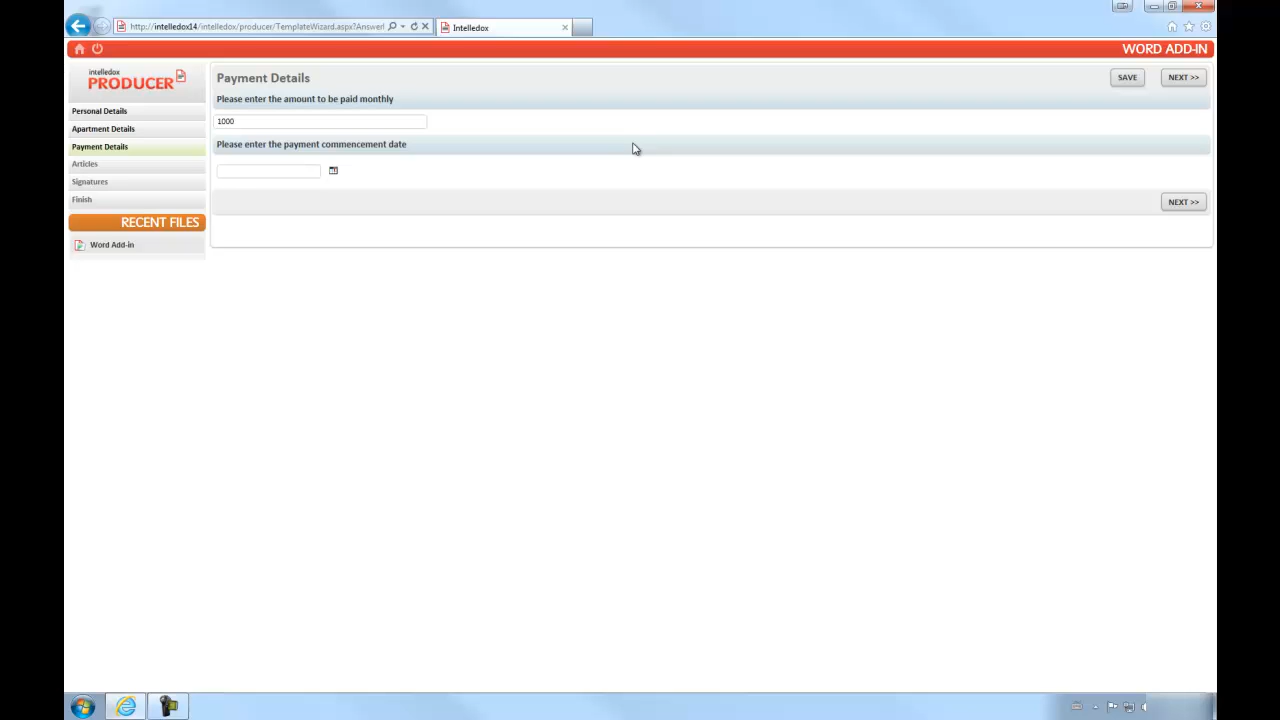 http://intelledox14/intelledox/producer/TemplateWizard.aspx?Answerl
Intelledox
WORD ADD-IN
intelledox
PRODUCER
Personal Details
Apartment Details
Payment Details
Articles
Signatures
Finish
RECENT FILES
Word Add-in
Payment Details
SAVE
NEXT >>
Please enter the amount to be paid monthly
1000
Please enter the payment commencement date
NEXT >>